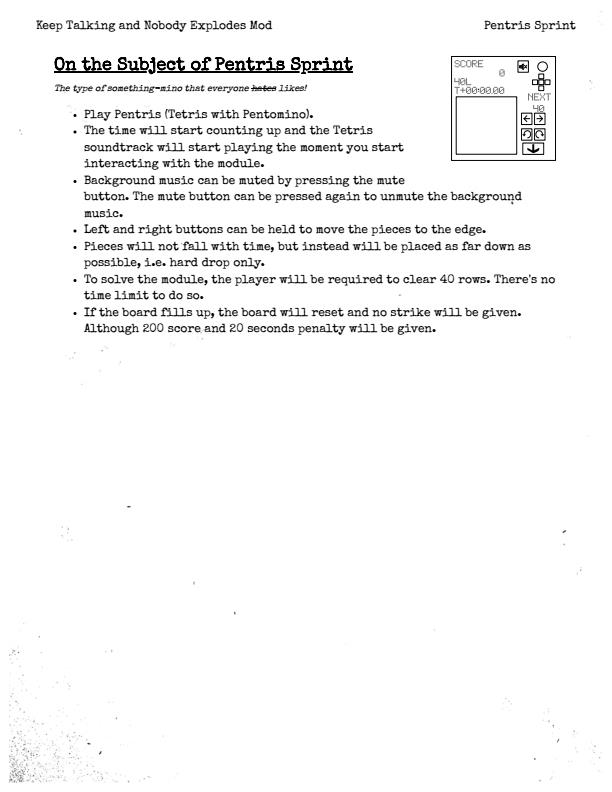 Keep Talking and Nobody Explodes Mod
Pentris Sprint
On the Subject of Pentris Sprint
The type of something-mino that everyone hates likes!
SCORE
0
40L
T+00:00.00
NEXT
40
• Play Pentris (Tetris with Pentomino).
• The time will start counting up and the Tetris
soundtrack will start playing the moment you start
interacting with the module.
• Background music can be muted by pressing the mute
button. The mute button can be pressed again to unmute the background
music.
• Left and right buttons can be held to move the pieces to the edge.
• Pieces will not fall with time, but instead will be placed as far down as
possible, i.e. hard drop only.
• To solve the module, the player will be required to clear 40 rows. There's no
time limit to do so.
• If the board fills up, the board will reset and no strike will be given.
Although 200 score and 20 seconds penalty will be given.